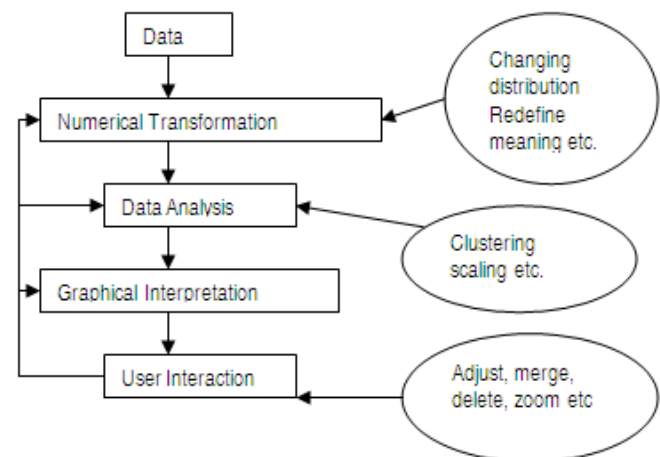 Data
Changing
distribution
Redefine
meaning etc.
Numerical Transformation
Data Analysis
Clustering
scaling etc.
Graphical Interpretation
User Interaction
Adjust, merge,
delete, zoom etc